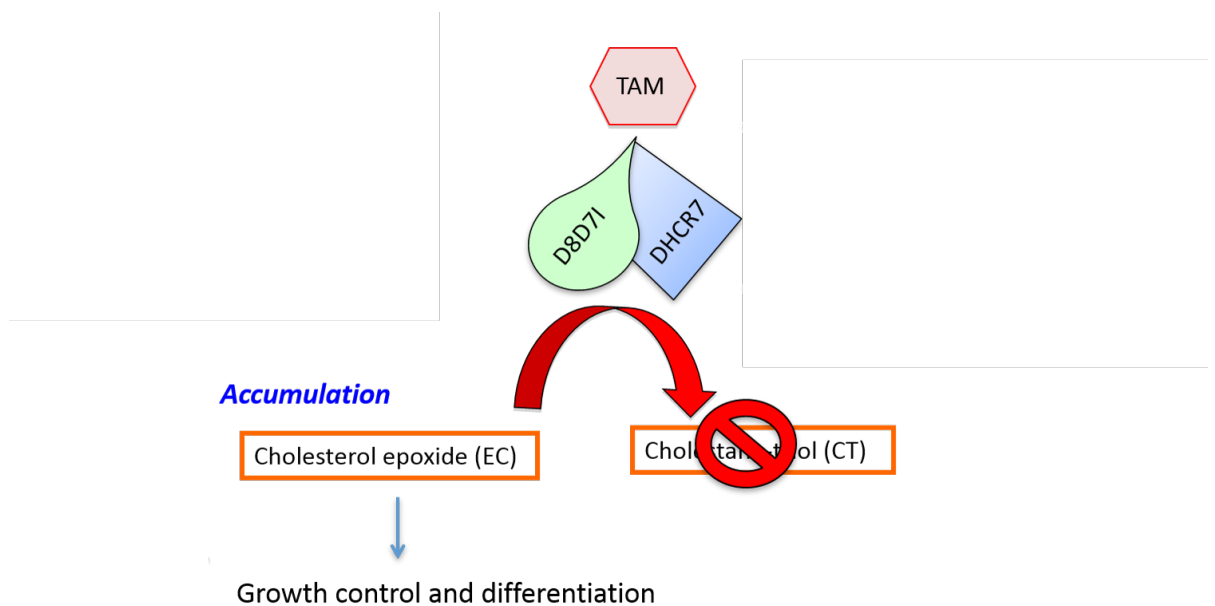 TAM
D8D7I
DHCR7
Accumulation
Cholesterol epoxide (EC)
(CT)
Growth control and differentiation